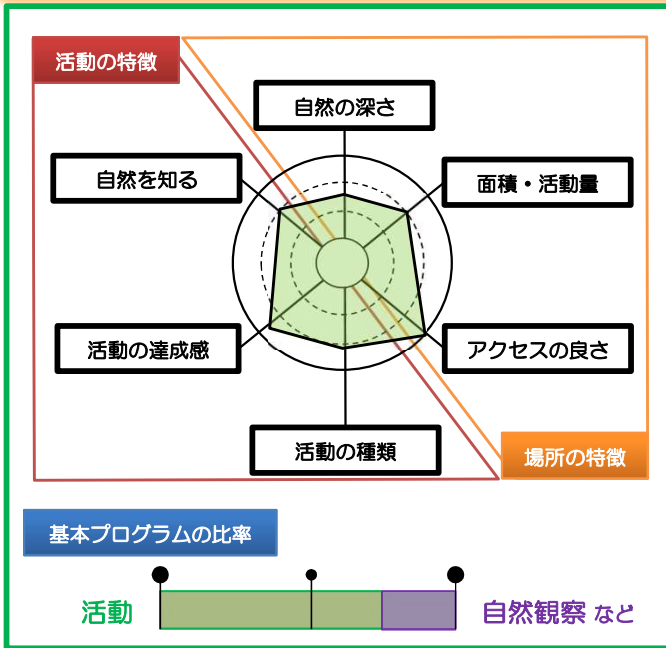 活動の特徴
自然の深さ
自然を知る
面積・活動量
活動の達成感
アクセスの良さ
活動の種類
場所の特徴
基本プログラムの比率
活動
自然観察 など